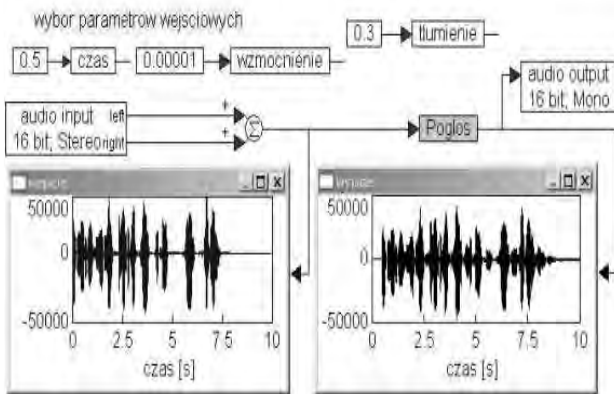 wybor parametrow wejsciowych
0.5 czas 0.00001 wzmocnienie 0.3 tlumienie
audio input left
16 bit; Stereo right
+
+
Σ
Poglos
audio output
16 bit; Mono
50000
0
-50000
0 2.5 5 7.5 10
czas [s]
50000
0
-50000
0 2.5 5 7.5 10
czas [s]